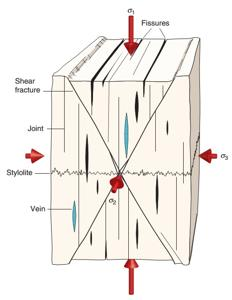 σ1
Fissures
Shear
fracture
Joint
σ3
Stylolite
σ2
Vein